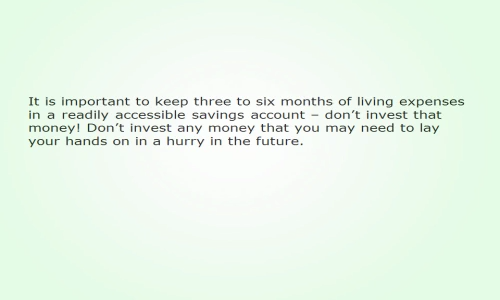 It is important to keep three to six months of living expenses
in a readily accessible savings account – don't invest that
money! Don't invest any money that you may need to lay
your hands on in a hurry in the future.